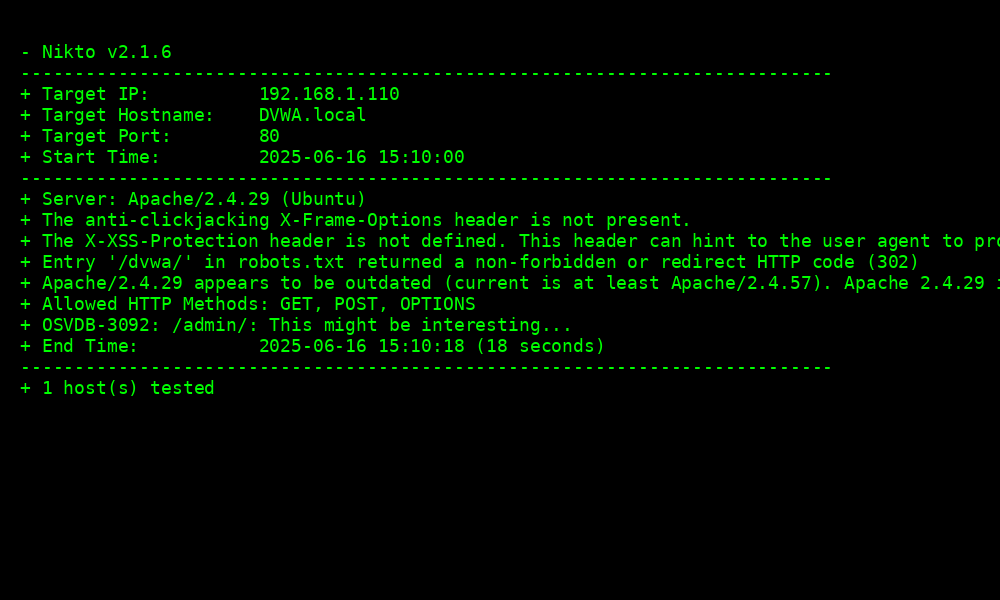 - Nikto v2.1.6
---------------------------------------------------------------------------
+ Target IP:          192.168.1.110
+ Target Hostname:    DVWA.local
+ Target Port:        80
+ Start Time:         2025-06-16 15:10:00
---------------------------------------------------------------------------
+ Server: Apache/2.4.29 (Ubuntu)
+ The anti-clickjacking X-Frame-Options header is not present.
+ The X-XSS-Protection header is not defined. This header can hint to the user agent to
+ Entry '/dvwa/' in robots.txt returned a non-forbidden or redirect HTTP code (302)
+ Apache/2.4.29 appears to be outdated (current is at least Apache/2.4.57). Apache 2.4.29
+ Allowed HTTP Methods: GET, POST, OPTIONS
+ OSVDB-3092: /admin/: This might be interesting...
+ End Time:           2025-06-16 15:10:18 (18 seconds)
---------------------------------------------------------------------------
+ 1 host(s) tested